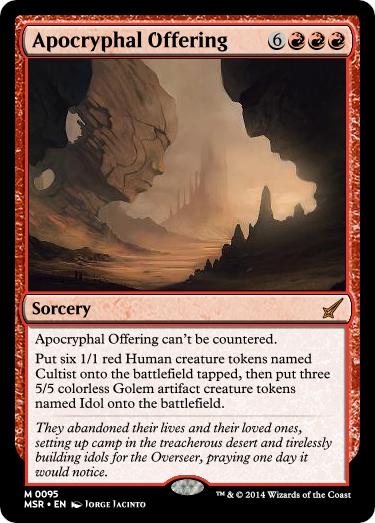 Apocryphal Offering 6
Sorcery
Apocryphal Offering can't be countered.
Put six 1/1 red Human creature tokens named
Cultist onto the battlefield tapped, then put three
5/5 colorless Golem artifact creature tokens
named Idol onto the battlefield.
They abandoned their lives and their loved ones,
setting up camp in the treacherous desert and tirelessly
building idols for the Overseer, praying one day it
would notice.
M 0095
MSR • EN Jorge Jacinto
™ & © 2014 Wizards of the Coast